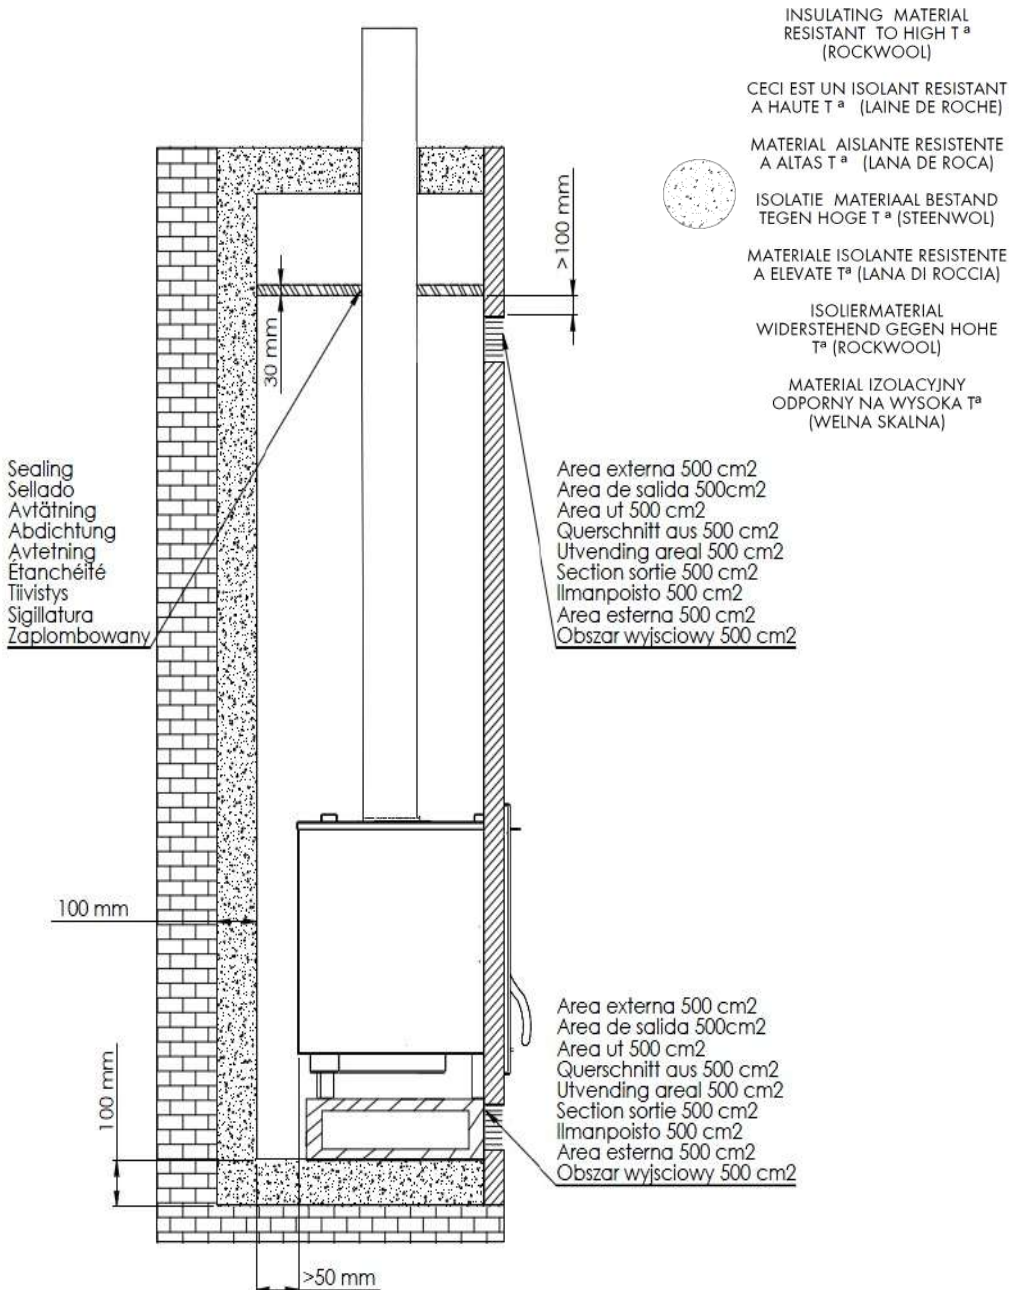 INSULATING MATERIAL
RESISTANT TO HIGH T ª
(ROCKWOOL)
CECI EST UN ISOLANT RESISTANT
A HAUTE T ª (LAINE DE ROCHE)
MATERIAL AISLANTE RESISTENTE
A ALTAS T ª (LANA DE ROCA)
ISOLATIE MATERIAAL BESTAND
TEGEN HOGE T ª (STEENWOL)
MATERIALE ISOLANTE RESISTENTE
A ELEVATE Tª (LANA DI ROCCIA)
ISOLIERMATERIAL
WIDERSTEHEND GEGEN HOHE
Tª (ROCKWOOL)
MATERIAL IZOLACYJNY
ODPORNY NA WYSOKA Tª
(WELNA SKALNA)
>100 mm
30 mm
Sealing
Sellado
Avtätning
Abdichtung
Avtetning
Étanchéité
Tiivistys
Sigillatura
Zaplombowany
Area externa 500 cm2
Area de salida 500cm2
Area ut 500 cm2
Querschnitt aus 500 cm2
Utvending areal 500 cm2
Section sortie 500 cm2
Ilmanpoisto 500 cm2
Area esterna 500 cm2
Obszar wyjsciowy 500 cm2
100 mm
100 mm
Area externa 500 cm2
Area de salida 500cm2
Area ut 500 cm2
Querschnitt aus 500 cm2
Utvending areal 500 cm2
Section sortie 500 cm2
Ilmanpoisto 500 cm2
Area esterna 500 cm2
Obszar wyjsciowy 500 cm2
>50 mm